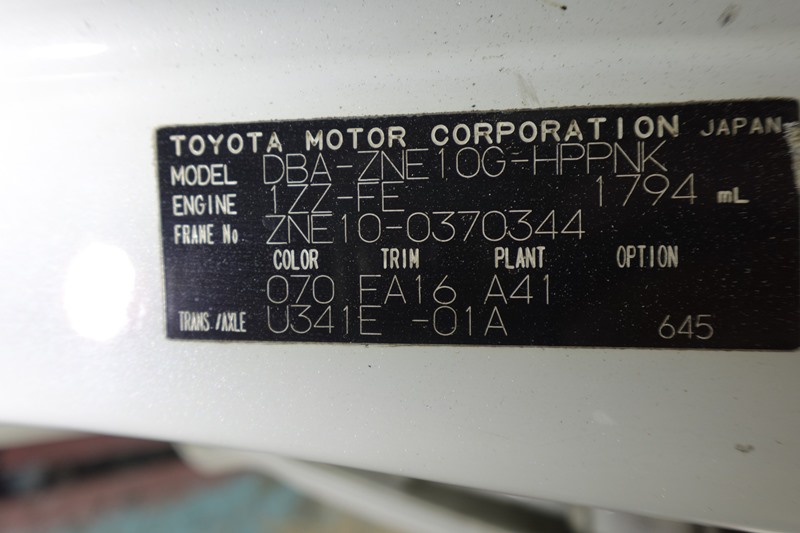 TOYOTA MOTOR CORPORATION JAPAN
MODEL DBA-ZNE10G-HPPNK
ENGINE 1ZZ-FE 1794 mL
FRANE No ZNE10-0370344
COLOR TRIM PLANT OPTION
070 FA16 A41
TRANS./AXLE U341E -01A 645